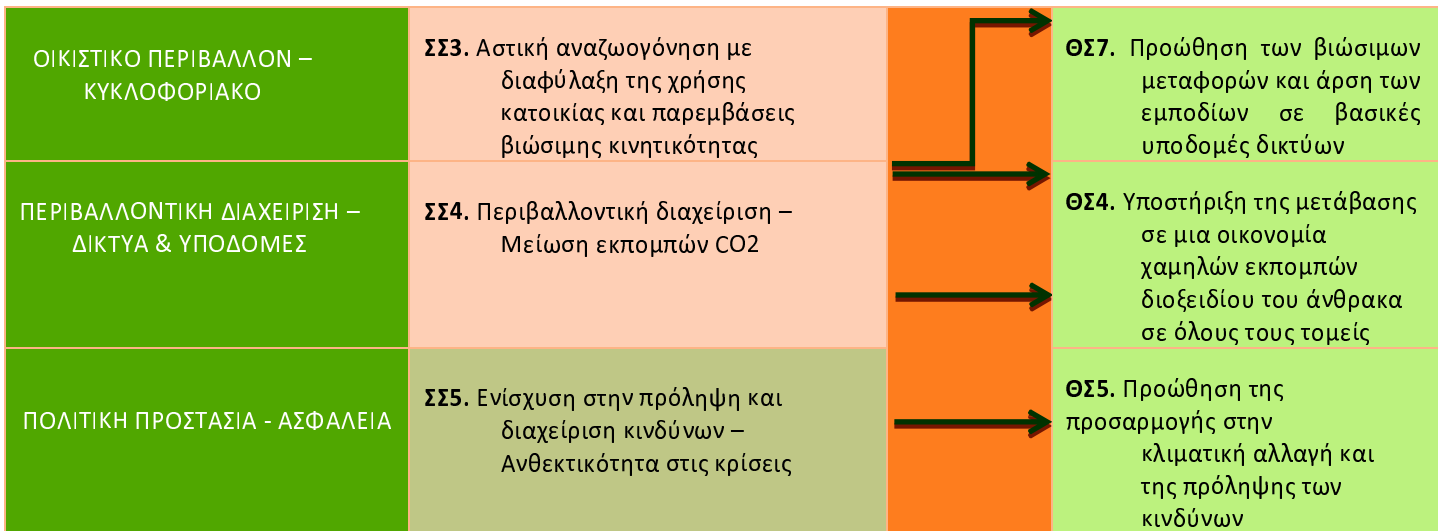 ΟΙΚΙΣΤΙΚΟ ΠΕΡΙΒΑΛΛΟΝ –
ΚΥΚΛΟΦΟΡΙΑΚΟ
ΣΣ3. Αστική αναζωογόνηση με
διαφύλαξη της χρήσης
κατοικίας και παρεμβάσεις
βιώσιμης κινητικότητας
ΘΣ7. Προώθηση των βιώσιμων
μεταφορών και άρση των
εμποδίων σε βασικές
υποδομές δικτύων
ΠΕΡΙΒΑΛΛΟΝΤΙΚΗ ΔΙΑΧΕΙΡΙΣΗ –
ΔΙΚΤΥΑ & ΥΠΟΔΟΜΕΣ
ΣΣ4. Περιβαλλοντική διαχείριση –
Μείωση εκπομπών CO2
ΘΣ4. Υποστήριξη της μετάβασης
σε μια οικονομία
χαμηλών εκπομπών
διοξειδίου του άνθρακα
σε όλους τους τομείς
ΠΟΛΙΤΙΚΗ ΠΡΟΣΤΑΣΙΑ - ΑΣΦΑΛΕΙΑ
ΣΣ5. Ενίσχυση στην πρόληψη και
διαχείριση κινδύνων –
Ανθεκτικότητα στις κρίσεις
ΘΣ5. Προώθηση της
προσαρμογής στην
κλιματική αλλαγή και
της πρόληψης των
κινδύνων